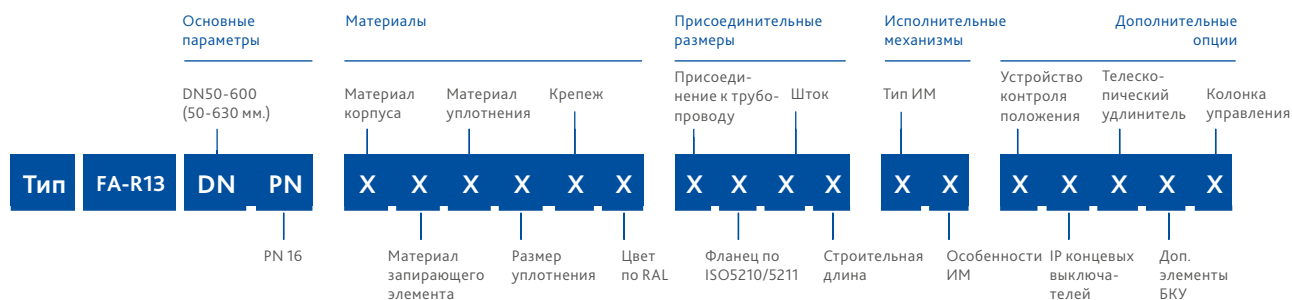 Основные
параметры
Материалы
Присоединительные
размеры
Исполнительные
механизмы
Дополнительные
опции
DN50-600
(50-630 мм.)
Материал
корпуса
Материал
уплотнения
Крепеж
Присоеди-
нение к трубо-
проводу
Шток
Тип ИМ
Устройство
контроля
положения
Телеско-
пический
удлинитель
Колонка
управления
Тип FA-R13 DN PN X X X X X X X X X X X X X X X X X
PN 16
Материал
запирающего
элемента
Размер
уплотнения
Цвет
по RAL
Фланец по
ISO5210/5211
Строительная
длина
Особенности
ИМ
IP концевых
выключа-
телей
Доп.
элементы
БКУ